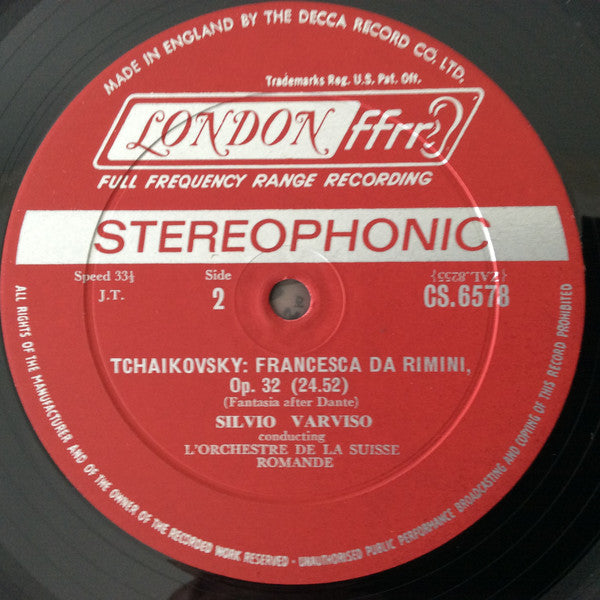 MADE IN ENGLAND BY THE DECCA RECORD CO. LTD.
Trademarks Reg. U.S. Pat. Off.
LONDON ffrr
FULL FREQUENCY RANGE RECORDING
STEREOPHONIC
Speed 33⅓ Side {ZAL.8255}
J.T. 2 CS.6578
TCHAIKOVSKY: FRANCESCA DA RIMINI,
Op. 32 (24.52)
(Fantasia after Dante)
SILVIO VARVISO
conducting
L'ORCHESTRE DE LA SUISSE
ROMANDE
ALL RIGHTS OF THE MANUFACTURER AND OF THE OWNER OF THE RECORDED WORK RESERVED - UNAUTHORISED PUBLIC PERFORMANCE BROADCASTING AND COPYING OF THIS RECORD PROHIBITED